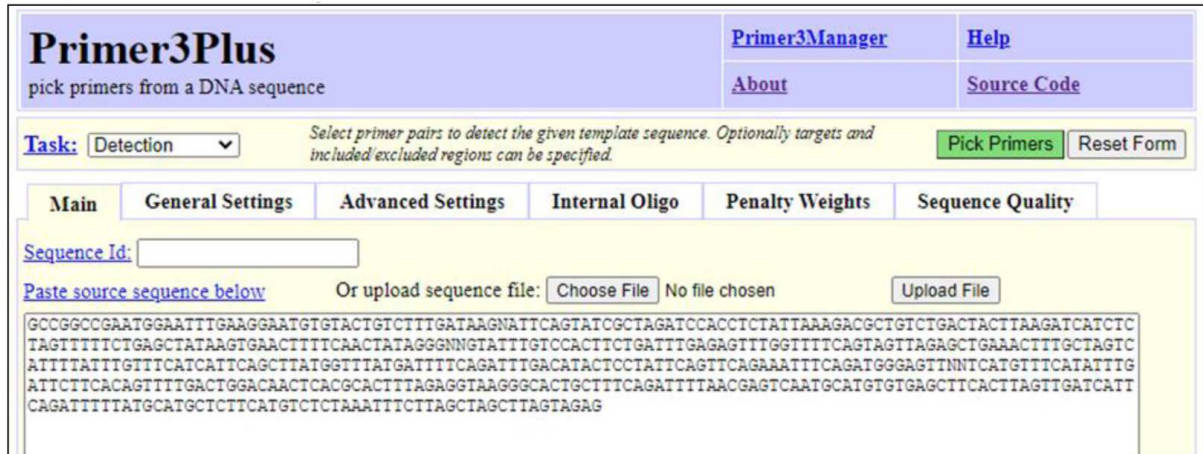 Primer3Plus
pick primers from a DNA sequence
Primer3Manager
Help
About
Source Code
Task: Detection
Select primer pairs to detect the given template sequence. Optionally targets and
included/excluded regions can be specified.
Pick Primers
Reset Form
Main
General Settings
Advanced Settings
Internal Oligo
Penalty Weights
Sequence Quality
Sequence Id:
Paste source sequence below
Or upload sequence file: Choose File No file chosen
Upload File
GCCGGCCGAATGGAATTTGAAGGAATGTGTACTGTCTTTGATAAGNATTCAGTATCGCTAGATCCACCTCTATTAAAGACGCTGTCTGACTACTTAAGATCATCTC
TAGTTTTTCTGAGCTATAAGTGAACTTTTCAACTATAGGGNNGTATTTGTCCACTTCTGATTTGAGAGTTTGGTTTTCAGTAGTTAGAGCTGAAACTTTGCTAGTC
ATTTTATTTGTTTCATCATTCAGCTTATGGTTTATGATTTTCAGATTTGACATACTCCTATTCAGTTCAGAAATTTCAGATGGGAGTTNNTCATGTTTCATATTTG
ATTCTTCACAGTTTTGACTGGACAACTCACGCACTTTAGAGGTAAGGGCACTGCTTTCAGATTTTAACGAGTCAATGCATGTGTGAGCTTCACTTAGTTGATCATT
CAGATTTTTATGCATGCTCTTCATGTCTCTAAATTTCTTAGCTAGCTTAGTAGAG